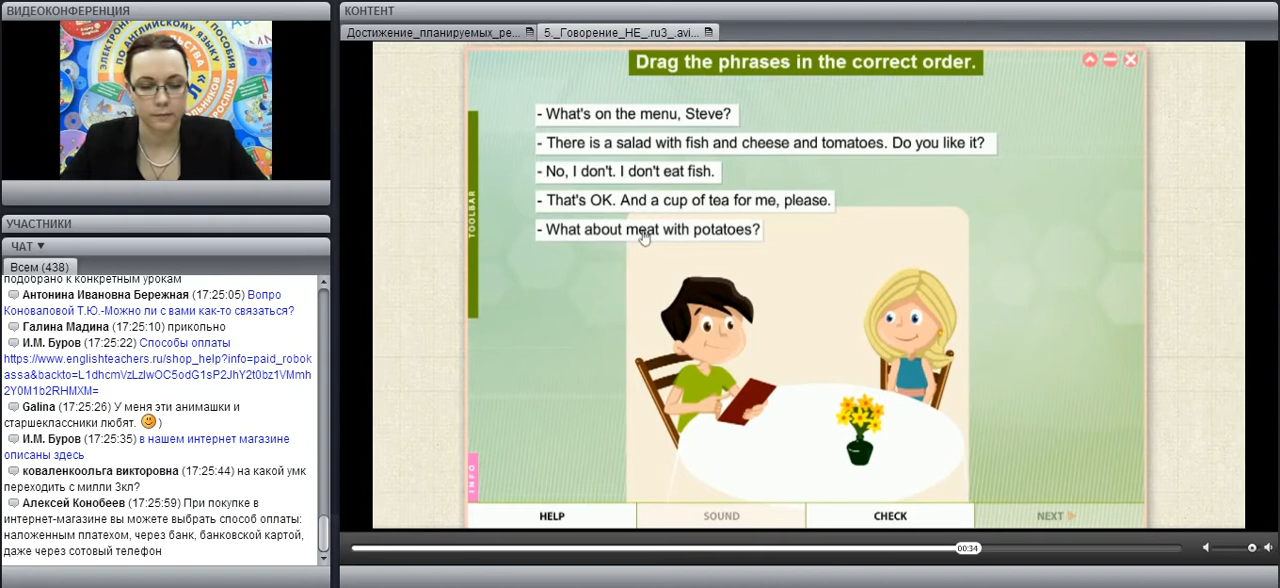 ВИДЕОКОНФЕРЕНЦИЯ
УЧАСТНИКИ
ЧАТ
Всем (438)
подобрано к конкретным урокам
Антонина Ивановна Бережная (17:25:05) Вопро
Коноваловой Т.Ю.-Можно ли с вами как-то связаться?
Галина Мадина (17:25:10) прикольно
И.М. Буров (17:25:22) Способы оплаты
https://www.englishteachers.ru/shop_help?info=paid_robok
assa&backto=L1dhcmVzLzIwOC5odG1sP2JhY2t0bz1VMmh
2Y0M1b2RHMXM=
Galina (17:25:26) У меня эти анимашки и
старшеклассники любят. )
И.М. Буров (17:25:35) в нашем интернет магазине
описаны здесь
коваленкоольга викторовна (17:25:44) на какой умк
переходить с милли 3кл?
Алексей Конобеев (17:25:59) При покупке в
интернет-магазине вы можете выбрать способ оплаты:
наложенным платежом, через банк, банковской картой,
даже через сотовый телефон
КОНТЕНТ
Достижение_планируемых_ре...
5._Говорение_НЕ_.ru3_.avi...
Drag the phrases in the correct order.
- What's on the menu, Steve?
- There is a salad with fish and cheese and tomatoes. Do you like it?
- No, I don't. I don't eat fish.
- That's OK. And a cup of tea for me, please.
- What about meat with potatoes?
TOOLBAR
INFO
HELP
SOUND
CHECK
NEXT
00:34